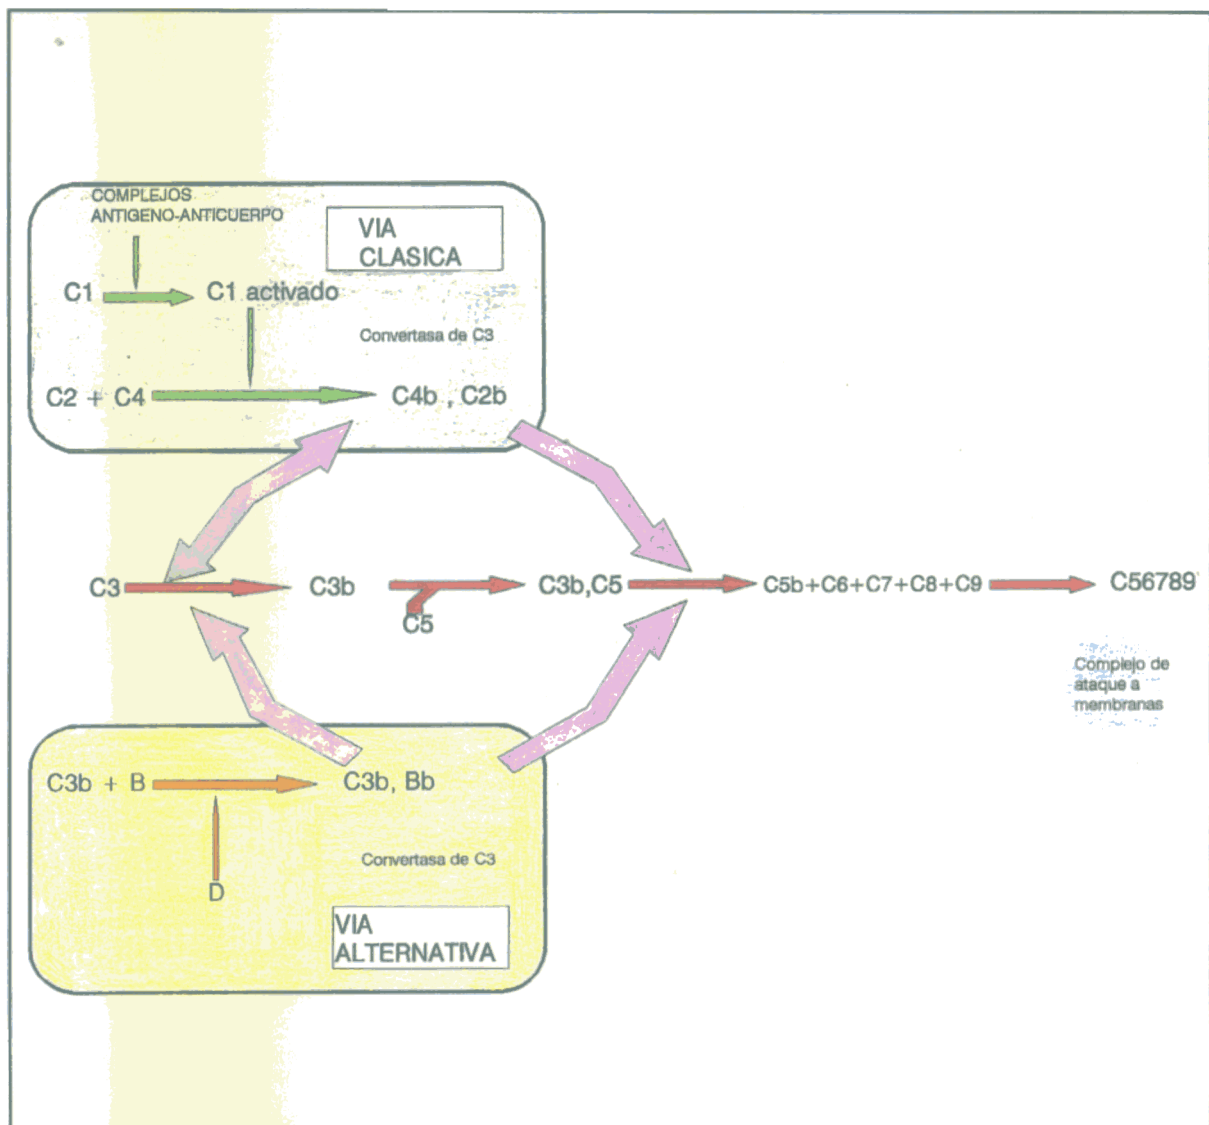 COMPLEJOS
ANTIGENO-ANTICUERPO
VIA
CLASICA
C1
C1 activado
Convertasa de C3
C2 + C4
C4b , C2b
C3
C3b
C5
C3b,C5
C5b+C6+C7+C8+C9
C56789
Complejo de
ataque a
membranas
C3b + B
C3b, Bb
Convertasa de C3
D
VIA
ALTERNATIVA